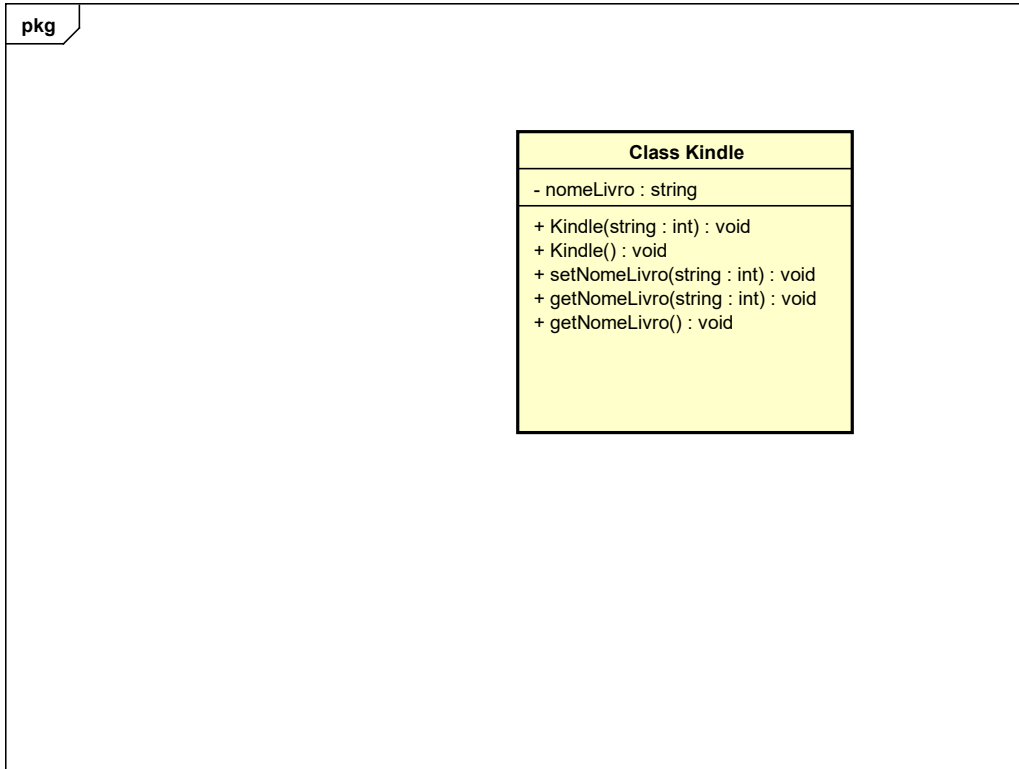 pkg
Class Kindle
- nomeLivro : string
+ Kindle(string : int) : void
+ Kindle() : void
+ setNomeLivro(string : int) : void
+ getNomeLivro(string : int) : void
+ getNomeLivro() : void